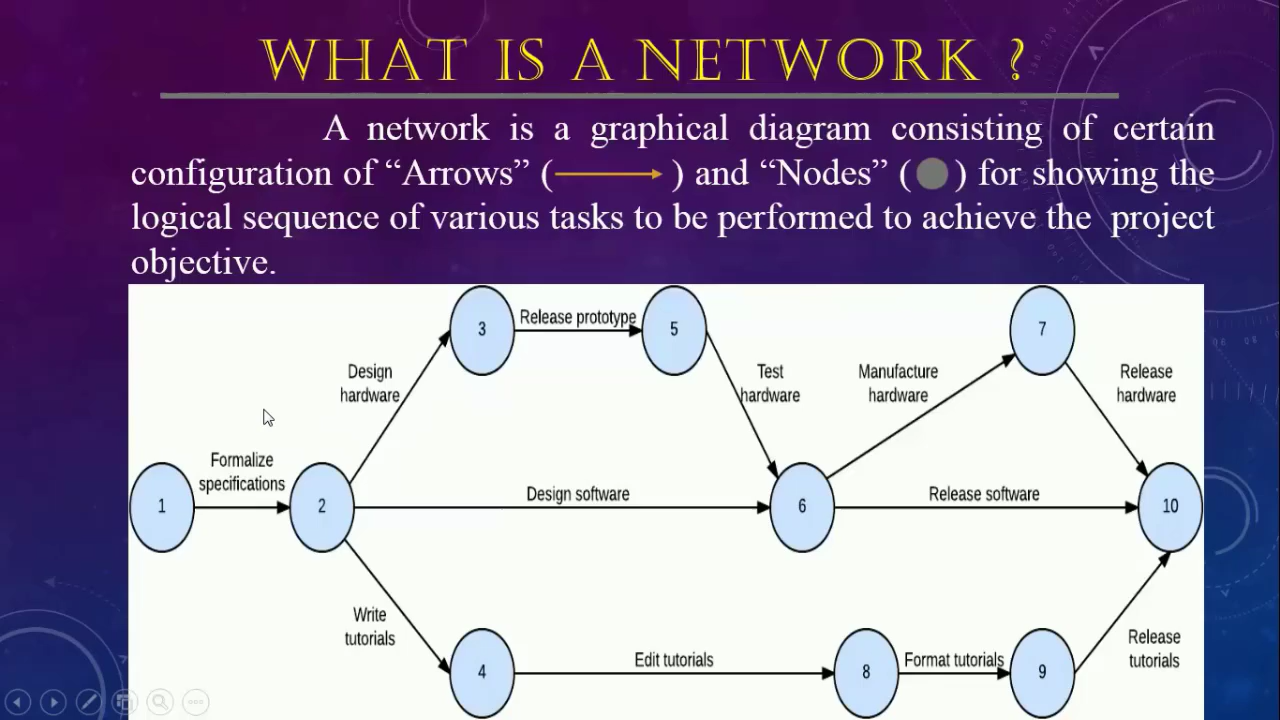 WHAT IS A NETWORK ?
A network is a graphical diagram consisting of certain
configuration of “Arrows” ( ) and “Nodes” ( ) for showing the
logical sequence of various tasks to be performed to achieve the project
objective.
3
Release prototype
5
7
Design
hardware
Test
hardware
Manufacture
hardware
Release
hardware
1
Formalize
specifications
2
Design software
6
Release software
10
Write
tutorials
4
Edit tutorials
8
Format tutorials
9
Release
tutorials